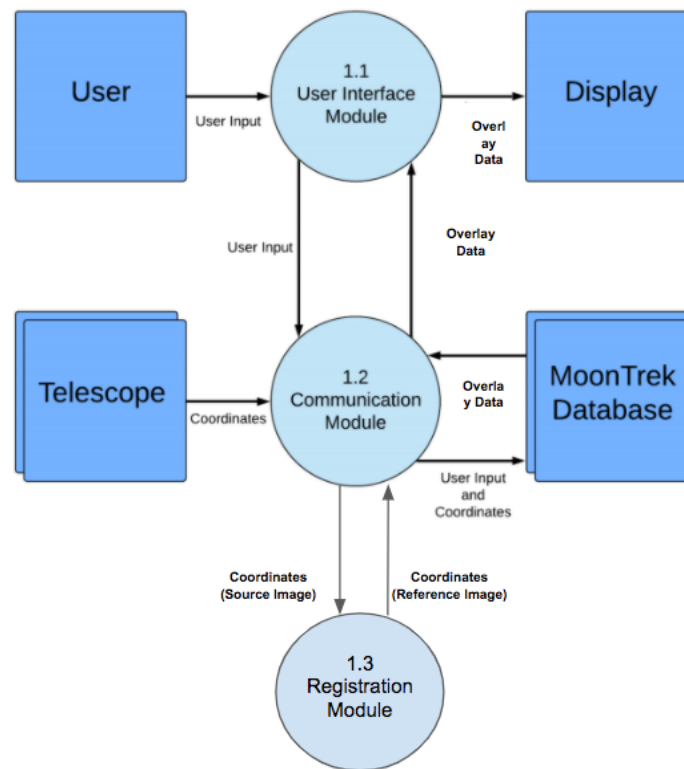 User
User Input
1.1
User Interface
Module
Overl
ay
Data
Display
User Input
Overlay
Data
Telescope
Coordinates
1.2
Communication
Module
Overla
y Data
MoonTrek
Database
User Input
and
Coordinates
Coordinates
(Source Image)
Coordinates
(Reference Image)
1.3
Registration
Module